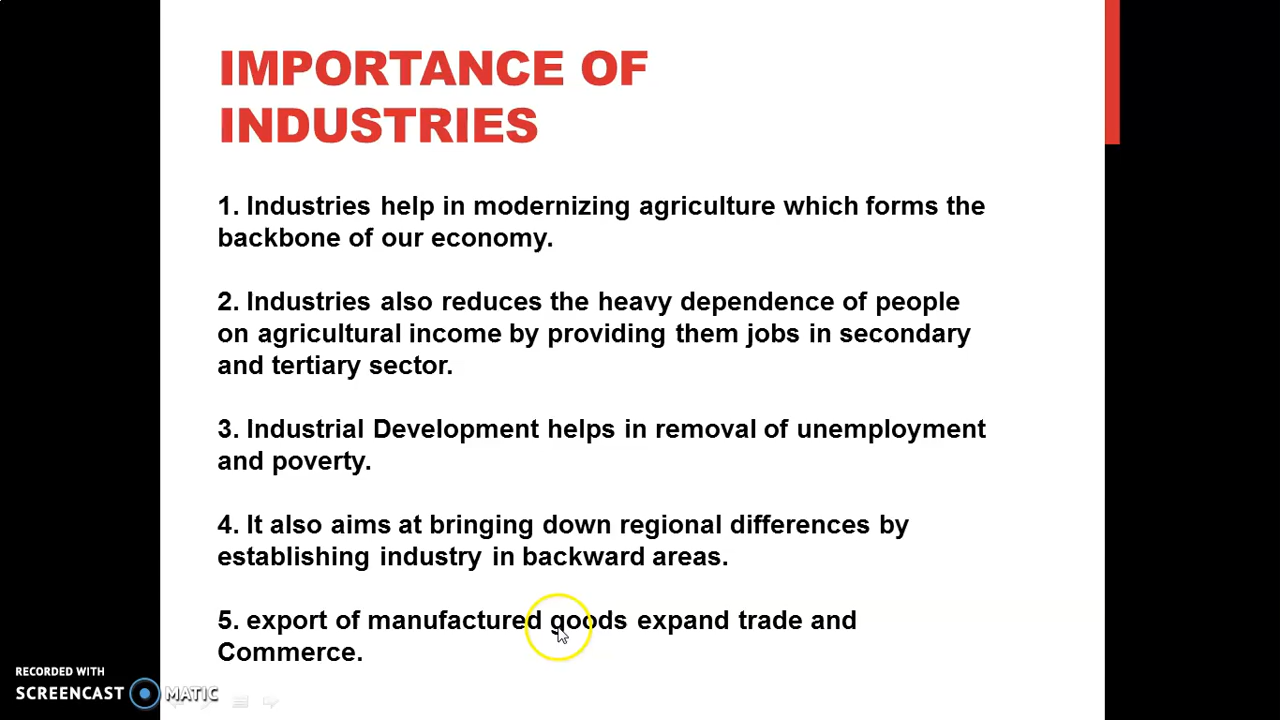 IMPORTANCE OF
INDUSTRIES
1. Industries help in modernizing agriculture which forms the
backbone of our economy.
2. Industries also reduces the heavy dependence of people
on agricultural income by providing them jobs in secondary
and tertiary sector.
3. Industrial Development helps in removal of unemployment
and poverty.
4. It also aims at bringing down regional differences by
establishing industry in backward areas.
5. export of manufactured goods expand trade and
Commerce.
RECORDED WITH
SCREENCAST MATIC